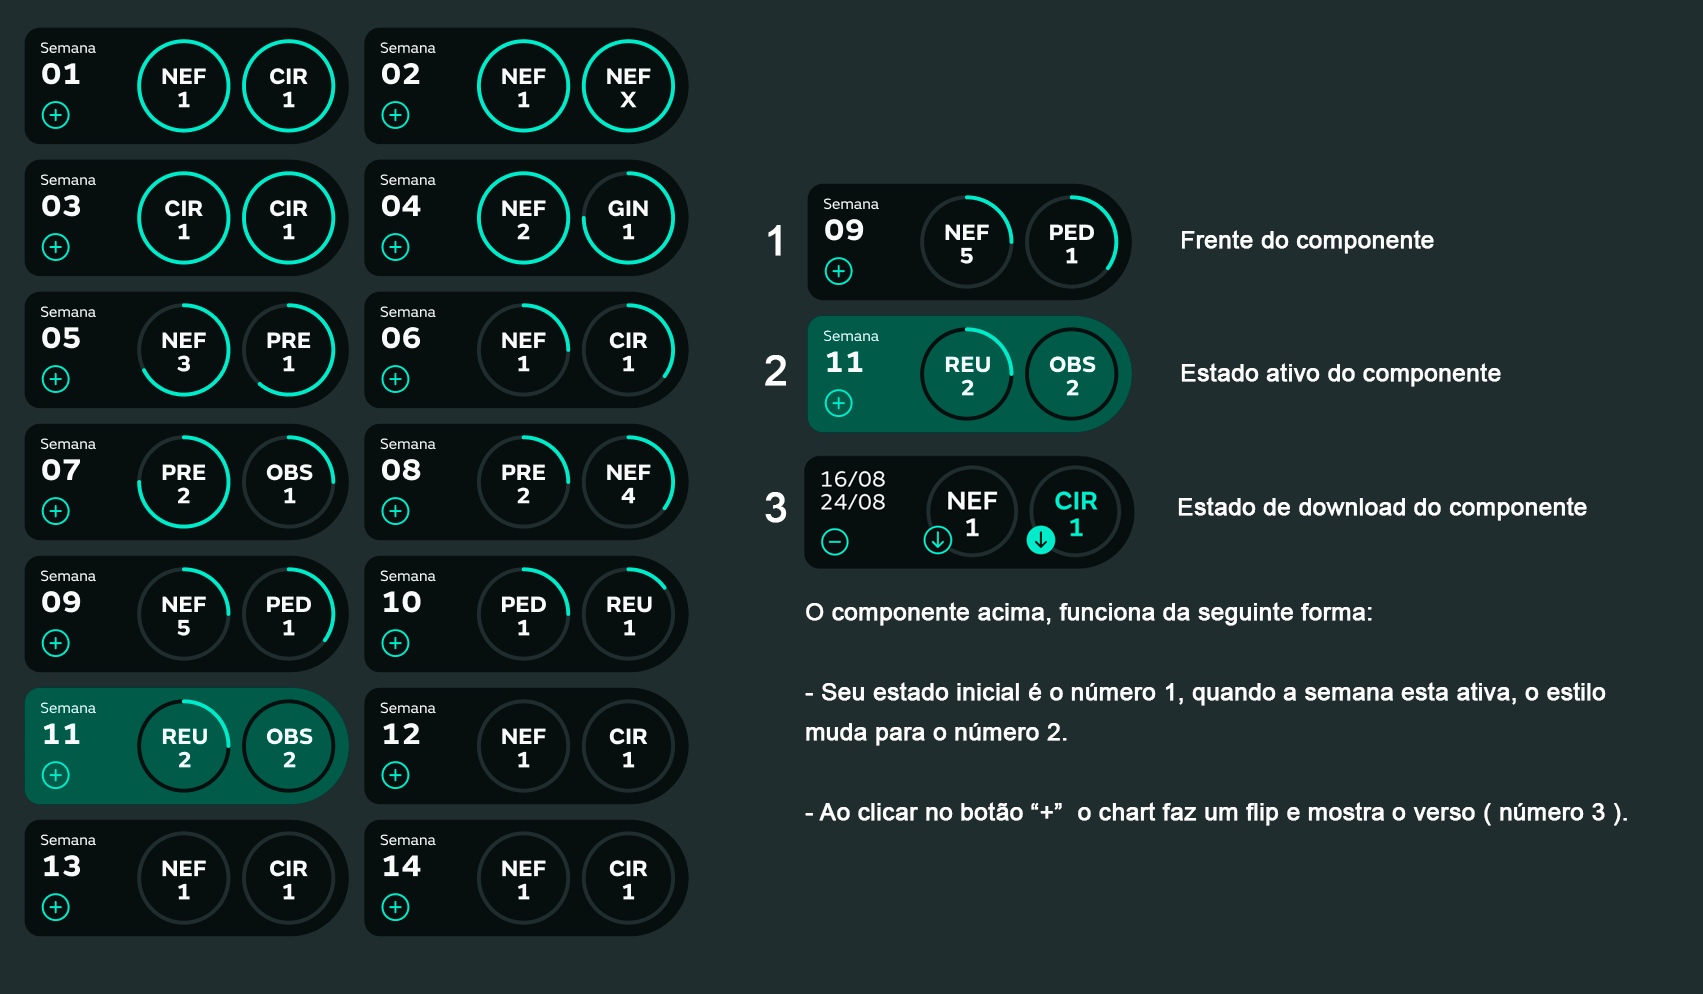 Semana
01
NEF
1
CIR
1
Semana
02
NEF
1
NEF
X
Semana
03
CIR
1
CIR
1
Semana
04
NEF
2
GIN
1
Semana
05
NEF
3
PRE
1
Semana
06
NEF
1
CIR
1
Semana
07
PRE
2
OBS
1
Semana
08
PRE
2
NEF
4
Semana
09
NEF
5
PED
1
Semana
10
PED
1
REU
1
Semana
11
REU
2
OBS
2
Semana
12
NEF
1
CIR
1
Semana
13
NEF
1
CIR
1
Semana
14
NEF
1
CIR
1
1
Semana
09
NEF
5
PED
1
Frente do componente
2
Semana
11
REU
2
OBS
2
Estado ativo do componente
3
16/08
24/08
NEF
1
CIR
1
Estado de download do componente
O componente acima, funciona da seguinte forma:
- Seu estado inicial é o número 1, quando a semana esta ativa, o estilo
muda para o número 2.
- Ao clicar no botão “+”  o chart faz um flip e mostra o verso ( número 3 ).